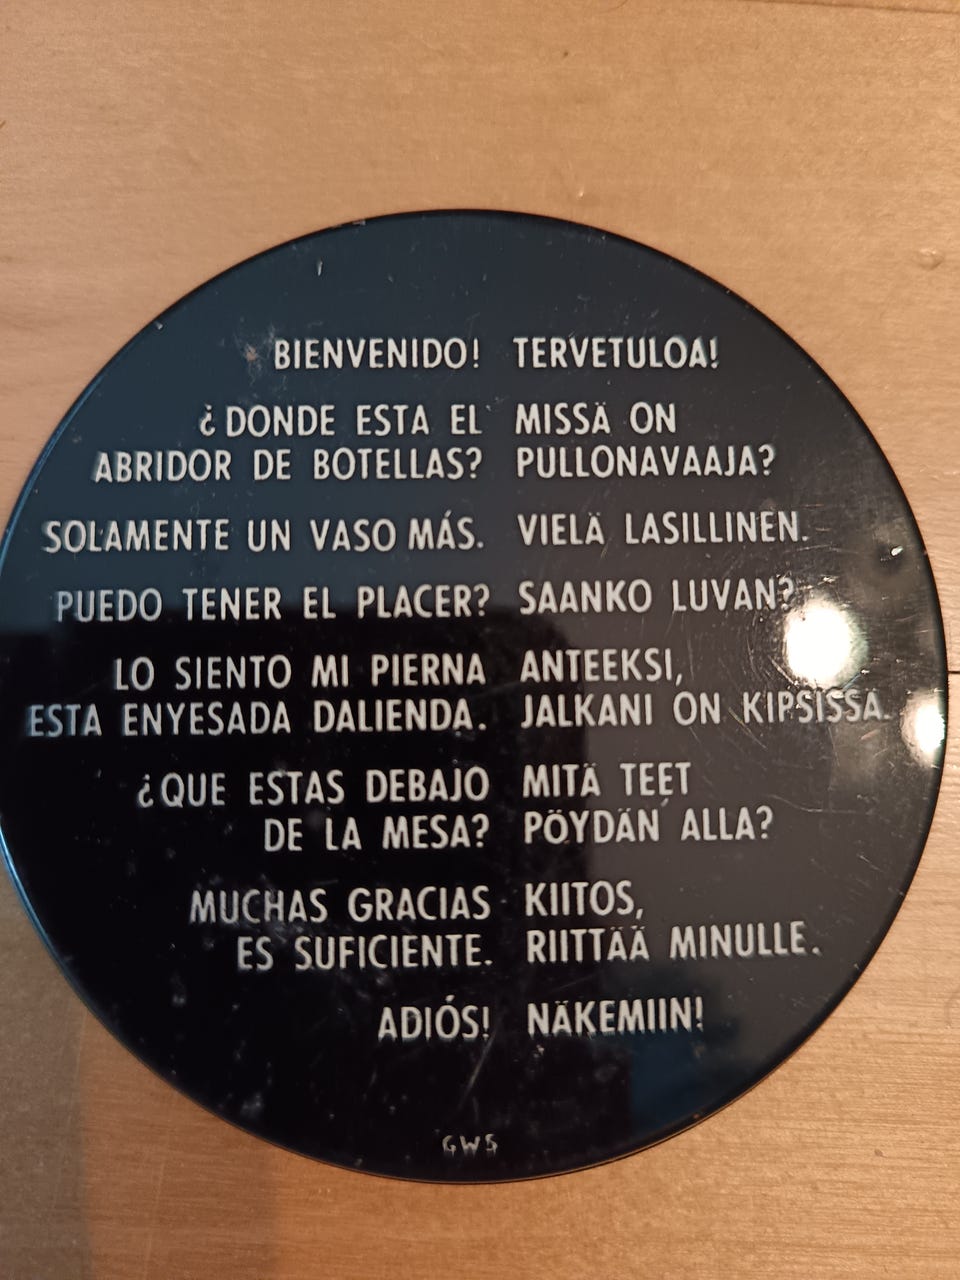 BIENVENIDO! TERVETULOA!
¿DONDE ESTA EL MISSÄ ON
ABRIDOR DE BOTELLAS? PULLONAVAAJA?
SOLAMENTE UN VASO MÁS. VIELÄ LASILLINEN.
PUEDO TENER EL PLACER? SAANKO LUVAN?
LO SIENTO MI PIERNA ANTEEKSI,
ESTA ENYESADA DALIENDA. JALKANI ON KIPSISSÄ.
¿QUE ESTAS DEBAJO MITÄ TEET
DE LA MESA? PÖYDÄN ALLA?
MUCHAS GRACIAS KIITOS,
ES SUFICIENTE. RIITTÄÄ MINULLE.
ADIÓS! NÄKEMIIN!
GWS